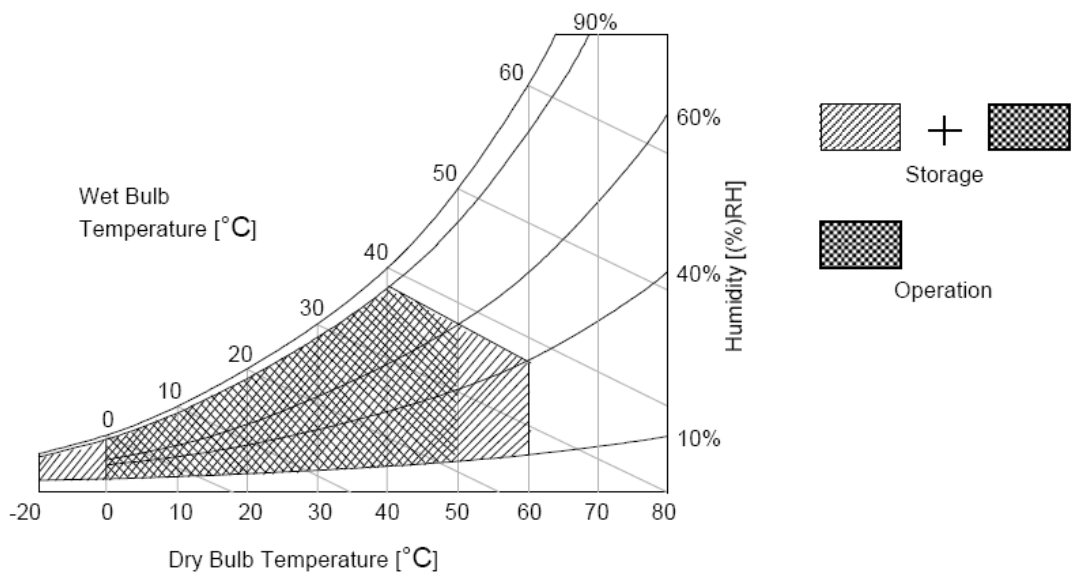 90%
60
60%
50
Wet Bulb
Temperature [°C]
Storage
40
40%
Humidity [(%)RH]
Operation
30
20
10
0
10%
-20 0 10 20 30 40 50 60 70 80
Dry Bulb Temperature [°C]